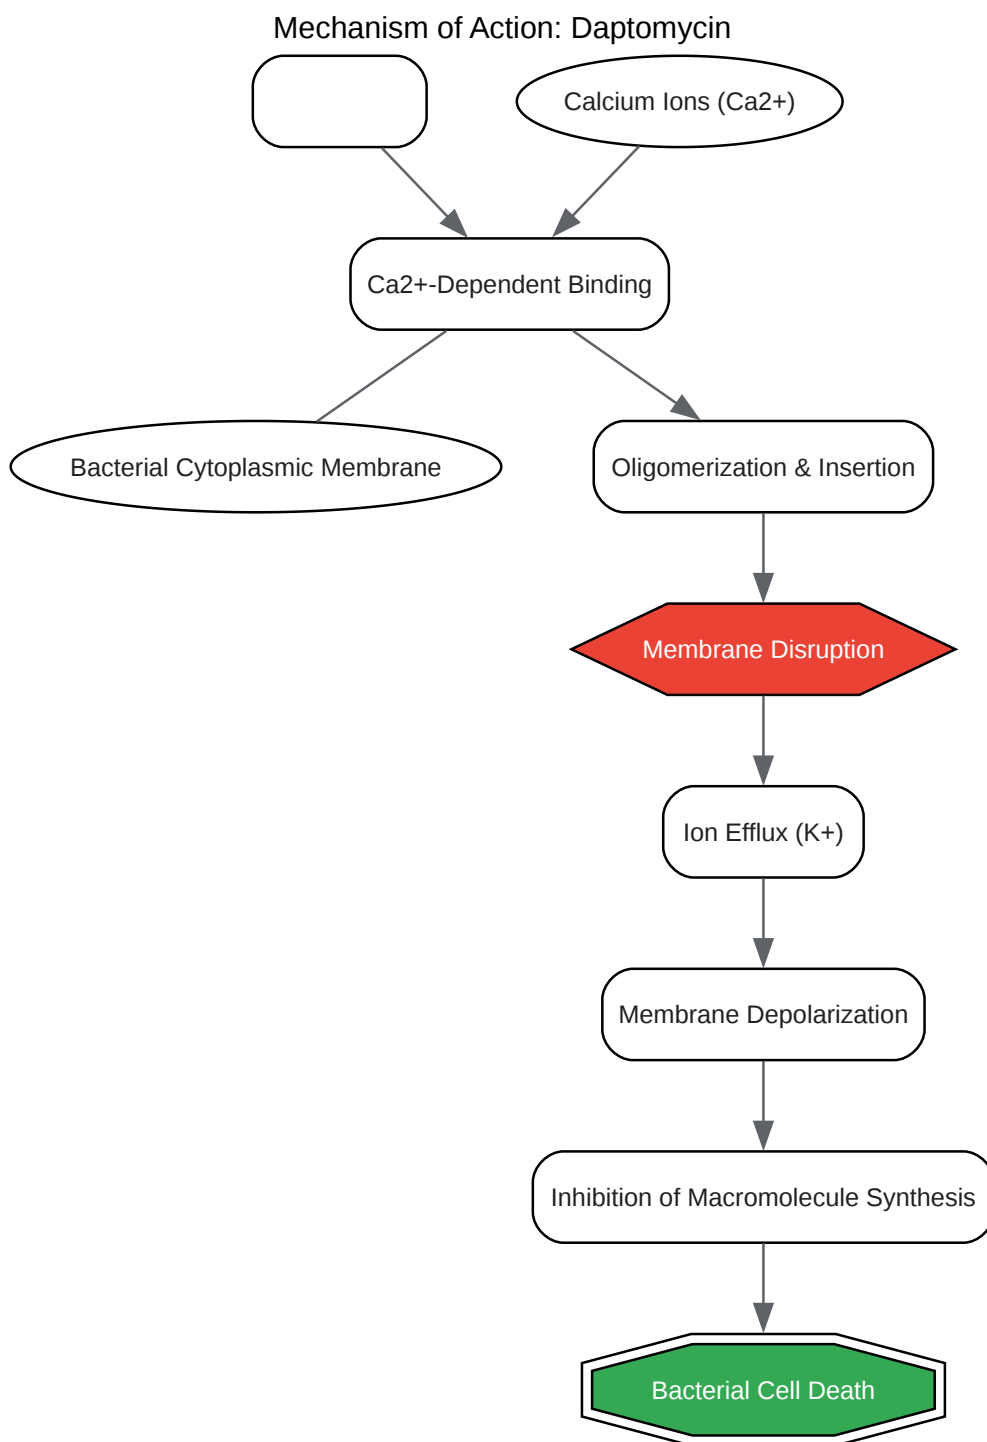 Mechanism of Action: Daptomycin
Calcium Ions (Ca2+)
Ca2+-Dependent Binding
Bacterial Cytoplasmic Membrane
Oligomerization & Insertion
Membrane Disruption
Ion Efflux (K+)
Membrane Depolarization
Inhibition of Macromolecule Synthesis
Bacterial Cell Death